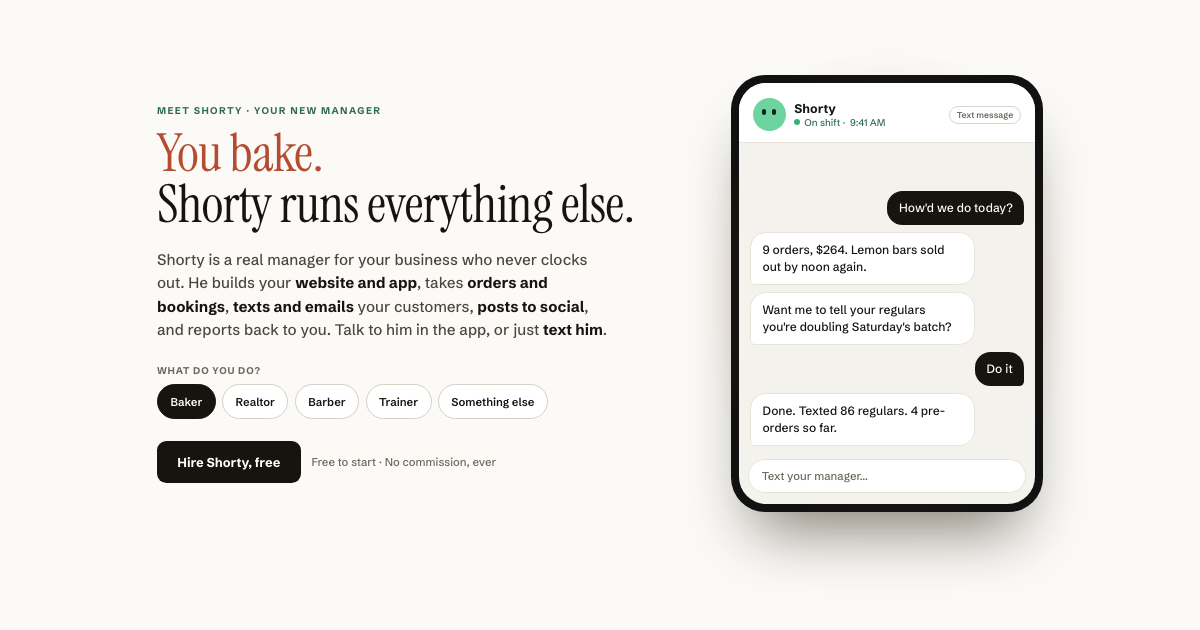 MEET SHORTY · YOUR NEW MANAGER
You bake.
Shorty runs everything else.
Shorty is a real manager for your business who never clocks
out. He builds your website and app, takes orders and
bookings, texts and emails your customers, posts to social,
and reports back to you. Talk to him in the app, or just text him.
WHAT DO YOU DO?
Baker
Realtor
Barber
Trainer
Something else
Hire Shorty, free
Free to start · No commission, ever
Shorty
On shift · 9:41 AM
Text message
How'd we do today?
9 orders, $264. Lemon bars sold
out by noon again.
Want me to tell your regulars
you're doubling Saturday's batch?
Do it
Done. Texted 86 regulars. 4 pre-
orders so far.
Text your manager...